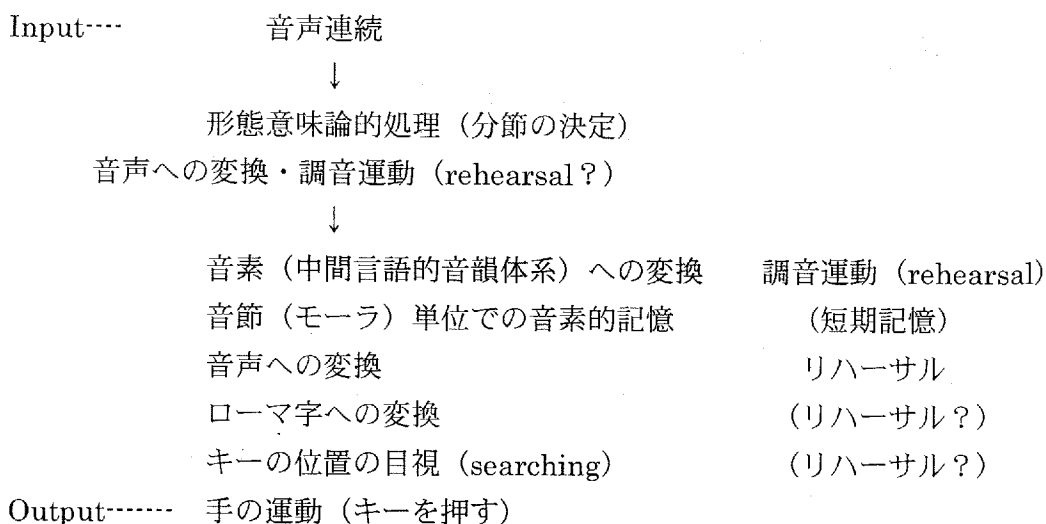 Input···· 音声連続
↓
形態意味論的処理（分節の決定）
音声への変換・調音運動（rehearsal？）
↓
音素（中間言語的音韻体系）への変換 調音運動（rehearsal）
音節（モーラ）単位での音素的記憶 （短期記憶）
音声への変換 リハーサル
ローマ字への変換 （リハーサル？）
キーの位置の目視（searching） （リハーサル？）
Output······· 手の運動（キーを押す）